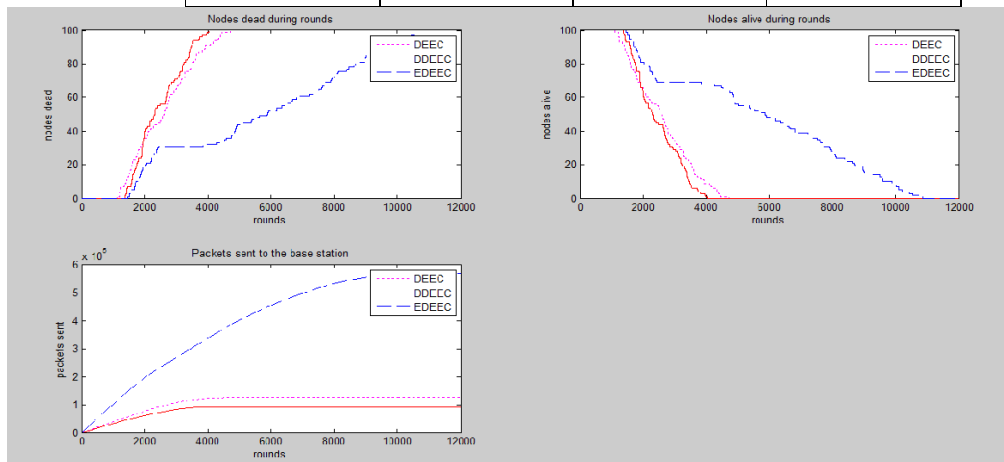 Nodes dead during rounds
100
80
60
40
20
0
nodes dead
0 2000 4000 6000 8000 10000 12000
rounds
DEEC
DDEEC
EDEEC
Nodes alive during rounds
100
80
60
40
20
0
nodes alive
0 2000 4000 6000 8000 10000 12000
rounds
DEEC
DDEEC
EDEEC
Packets sent to the base station
x 10^5
6
5
4
3
2
1
0
packets sent
0 2000 4000 6000 8000 10000 12000
rounds
DEEC
DDEEC
EDEEC